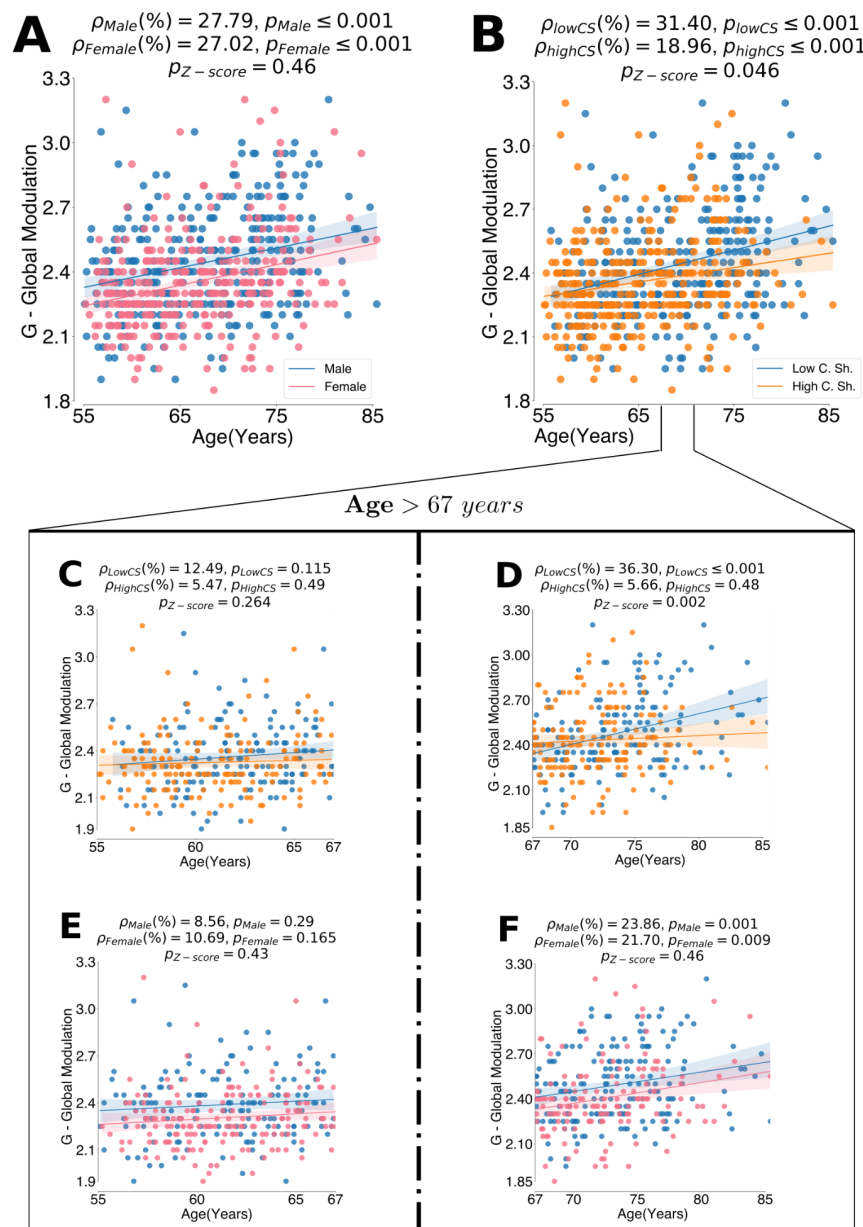 A
ρMale(%) = 27.79, pMale ≤ 0.001
ρFemale(%) = 27.02, pFemale ≤ 0.001
pZ−score = 0.46
G - Global Modulation
3.3
3.0
2.7
2.4
2.1
1.8
55 65 75 85
Age(Years)
Male
Female
B
ρlowCS(%) = 31.40, plowCS ≤ 0.001
ρhighCS(%) = 18.96, phighCS ≤ 0.001
pZ−score = 0.046
G - Global Modulation
3.3
3.0
2.7
2.4
2.1
1.8
55 65 75 85
Age(Years)
Low C. Sh.
High C. Sh.
Age > 67 years
C
ρLowCS(%) = 12.49, pLowCS = 0.115
ρHighCS(%) = 5.47, pHighCS = 0.49
pZ−score = 0.264
G - Global Modulation
3.3
3.0
2.7
2.4
2.1
1.9
55 60 65 67
Age(Years)
D
ρLowCS(%) = 36.30, pLowCS ≤ 0.001
ρHighCS(%) = 5.66, pHighCS = 0.48
pZ−score = 0.002
G - Global Modulation
3.30
3.00
2.70
2.40
2.10
1.85
67 70 75 80 85
Age(Years)
E
ρMale(%) = 8.56, pMale = 0.29
ρFemale(%) = 10.69, pFemale = 0.165
pZ−score = 0.43
G - Global Modulation
3.3
3.0
2.7
2.4
2.1
1.9
55 60 65 67
Age(Years)
F
ρMale(%) = 23.86, pMale = 0.001
ρFemale(%) = 21.70, pFemale = 0.009
pZ−score = 0.46
G - Global Modulation
3.30
3.00
2.70
2.40
2.10
1.85
67 70 75 80 85
Age(Years)